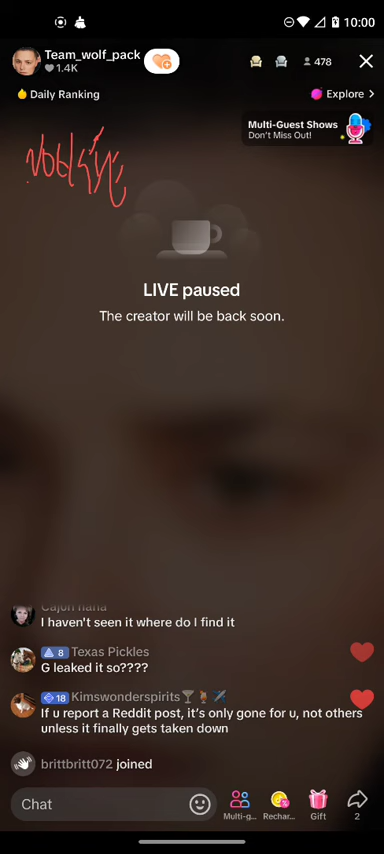 10:00
Team_wolf_pack
1.4K
478
Daily Ranking
Explore >
Multi-Guest Shows
Don't Miss Out!
LIVE paused
The creator will be back soon.
Cajun nana
I haven't seen it where do I find it
8 Texas Pickles
G leaked it so????
18 Kimswonderspirits
If u report a Reddit post, it's only gone for u, not others
unless it finally gets taken down
brittbritt072 joined
Chat
Multi-g...
Rechar...
Gift
2